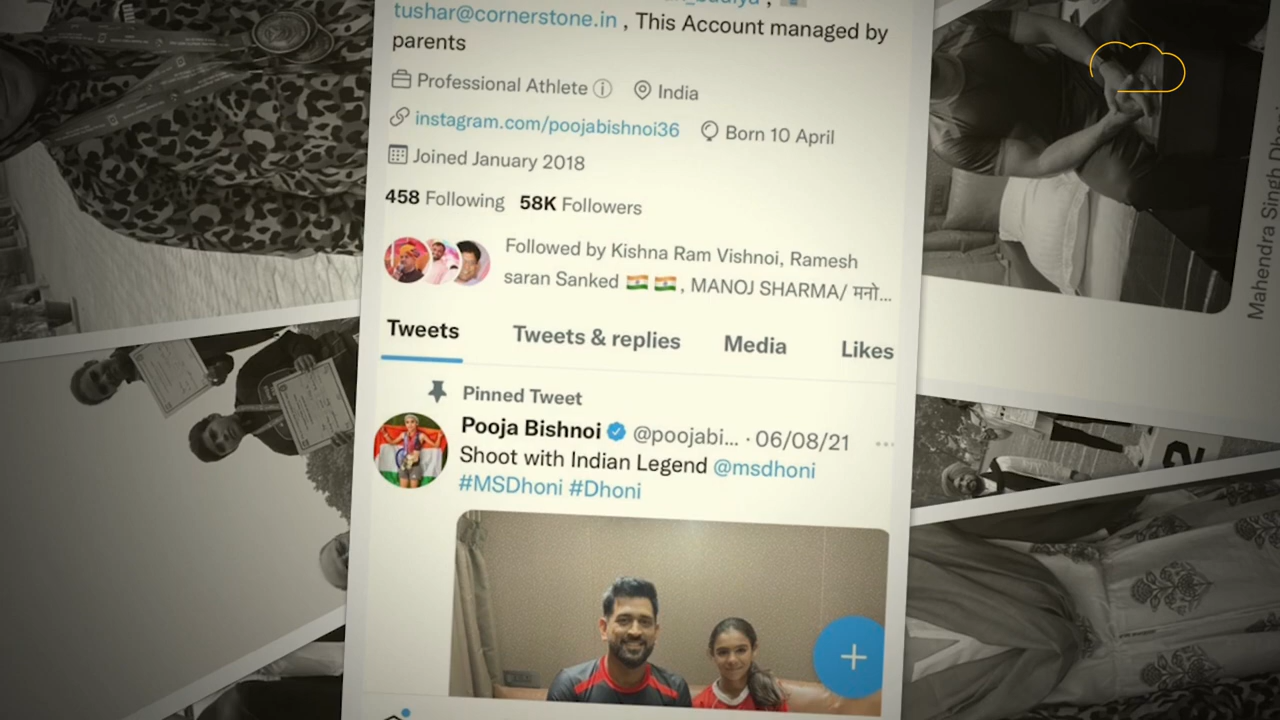 tushar@cornerstone.in , This Account managed by
parents
Professional Athlete India
instagram.com/poojabishnoi36 Born 10 April
Joined January 2018
458 Following 58K Followers
Followed by Kishna Ram Vishnoi, Ramesh
saran Sanked 🇮🇳 🇮🇳 , MANOJ SHARMA/ मनो...
Tweets Tweets & replies Media Likes
Pinned Tweet
Pooja Bishnoi @poojabi... · 06/08/21
Shoot with Indian Legend @msdhoni
#MSDhoni #Dhoni
Mahendra Singh